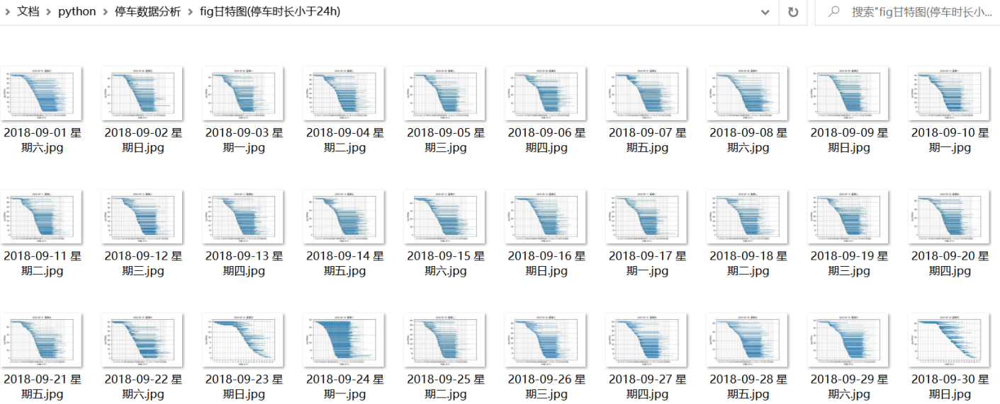 文档 python 停车数据分析 fig甘特图(停车时长小于24h) 搜索"fig甘特图(停车时长小...
2018-09-01 星期六.jpg
2018-09-02 星期日.jpg
2018-09-03 星期一.jpg
2018-09-04 星期二.jpg
2018-09-05 星期三.jpg
2018-09-06 星期四.jpg
2018-09-07 星期五.jpg
2018-09-08 星期六.jpg
2018-09-09 星期日.jpg
2018-09-10 星期一.jpg
2018-09-11 星期二.jpg
2018-09-12 星期三.jpg
2018-09-13 星期四.jpg
2018-09-14 星期五.jpg
2018-09-15 星期六.jpg
2018-09-16 星期日.jpg
2018-09-17 星期一.jpg
2018-09-18 星期二.jpg
2018-09-19 星期三.jpg
2018-09-20 星期四.jpg
2018-09-21 星期五.jpg
2018-09-22 星期六.jpg
2018-09-23 星期日.jpg
2018-09-24 星期一.jpg
2018-09-25 星期二.jpg
2018-09-26 星期三.jpg
2018-09-27 星期四.jpg
2018-09-28 星期五.jpg
2018-09-29 星期六.jpg
2018-09-30 星期日.jpg